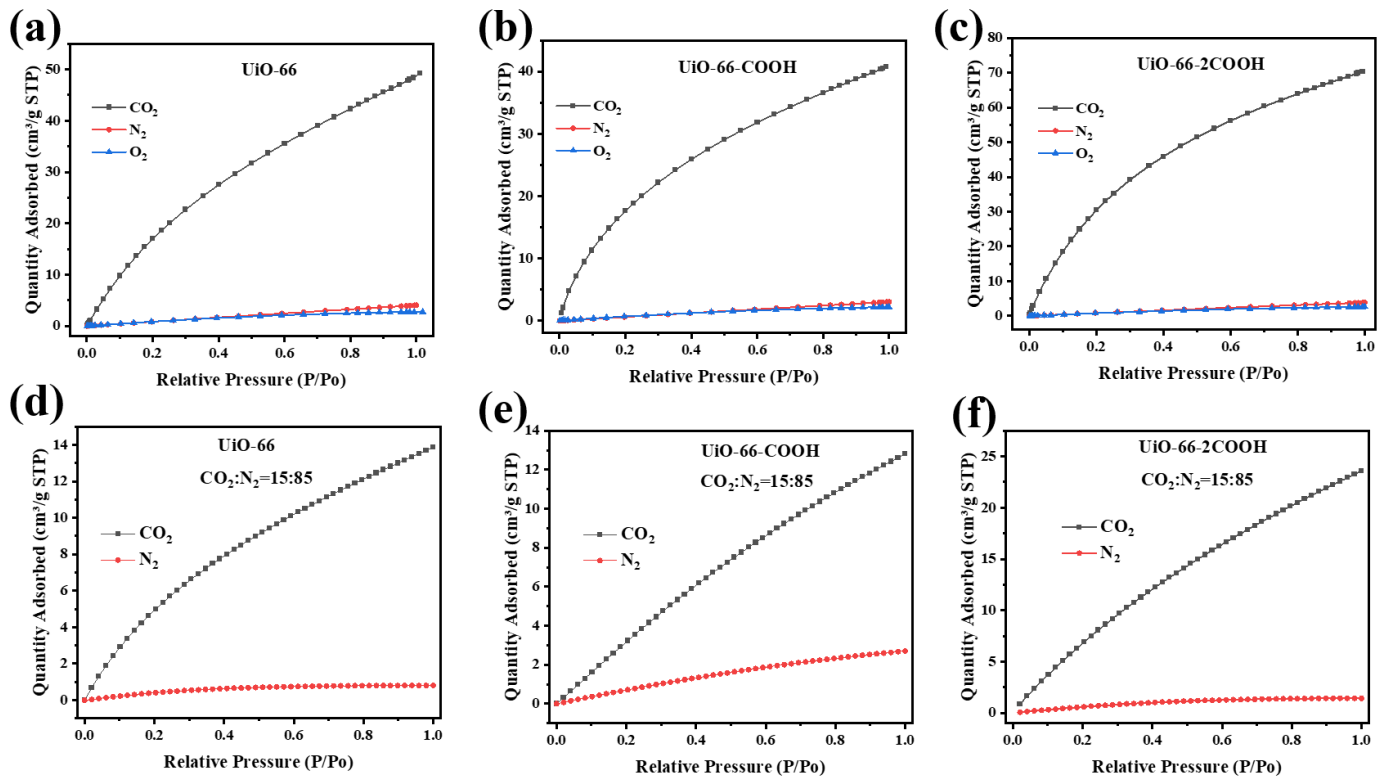 (a)
UiO-66
CO₂
N₂
O₂
Quantity Adsorbed (cm³/g STP)
50
40
30
20
10
0
0.0 0.2 0.4 0.6 0.8 1.0
Relative Pressure (P/Po)
(b)
UiO-66-COOH
CO₂
N₂
O₂
Quantity Adsorbed (cm³/g STP)
40
30
20
10
0
0.0 0.2 0.4 0.6 0.8 1.0
Relative Pressure (P/Po)
(c)
UiO-66-2COOH
CO₂
N₂
O₂
Quantity Adsorbed (cm³/g STP)
80
70
60
50
40
30
20
10
0
0.0 0.2 0.4 0.6 0.8 1.0
Relative Pressure (P/Po)
(d)
UiO-66
CO₂:N₂=15:85
CO₂
N₂
Quantity Adsorbed (cm³/g STP)
14
12
10
8
6
4
2
0
0.0 0.2 0.4 0.6 0.8 1.0
Relative Pressure (P/Po)
(e)
UiO-66-COOH
CO₂:N₂=15:85
CO₂
N₂
Quantity Adsorbed (cm³/g STP)
14
12
10
8
6
4
2
0
0.0 0.2 0.4 0.6 0.8 1.0
Relative Pressure (P/Po)
(f)
UiO-66-2COOH
CO₂:N₂=15:85
CO₂
N₂
Quantity Adsorbed (cm³/g STP)
25
20
15
10
5
0
0.0 0.2 0.4 0.6 0.8 1.0
Relative Pressure (P/Po)